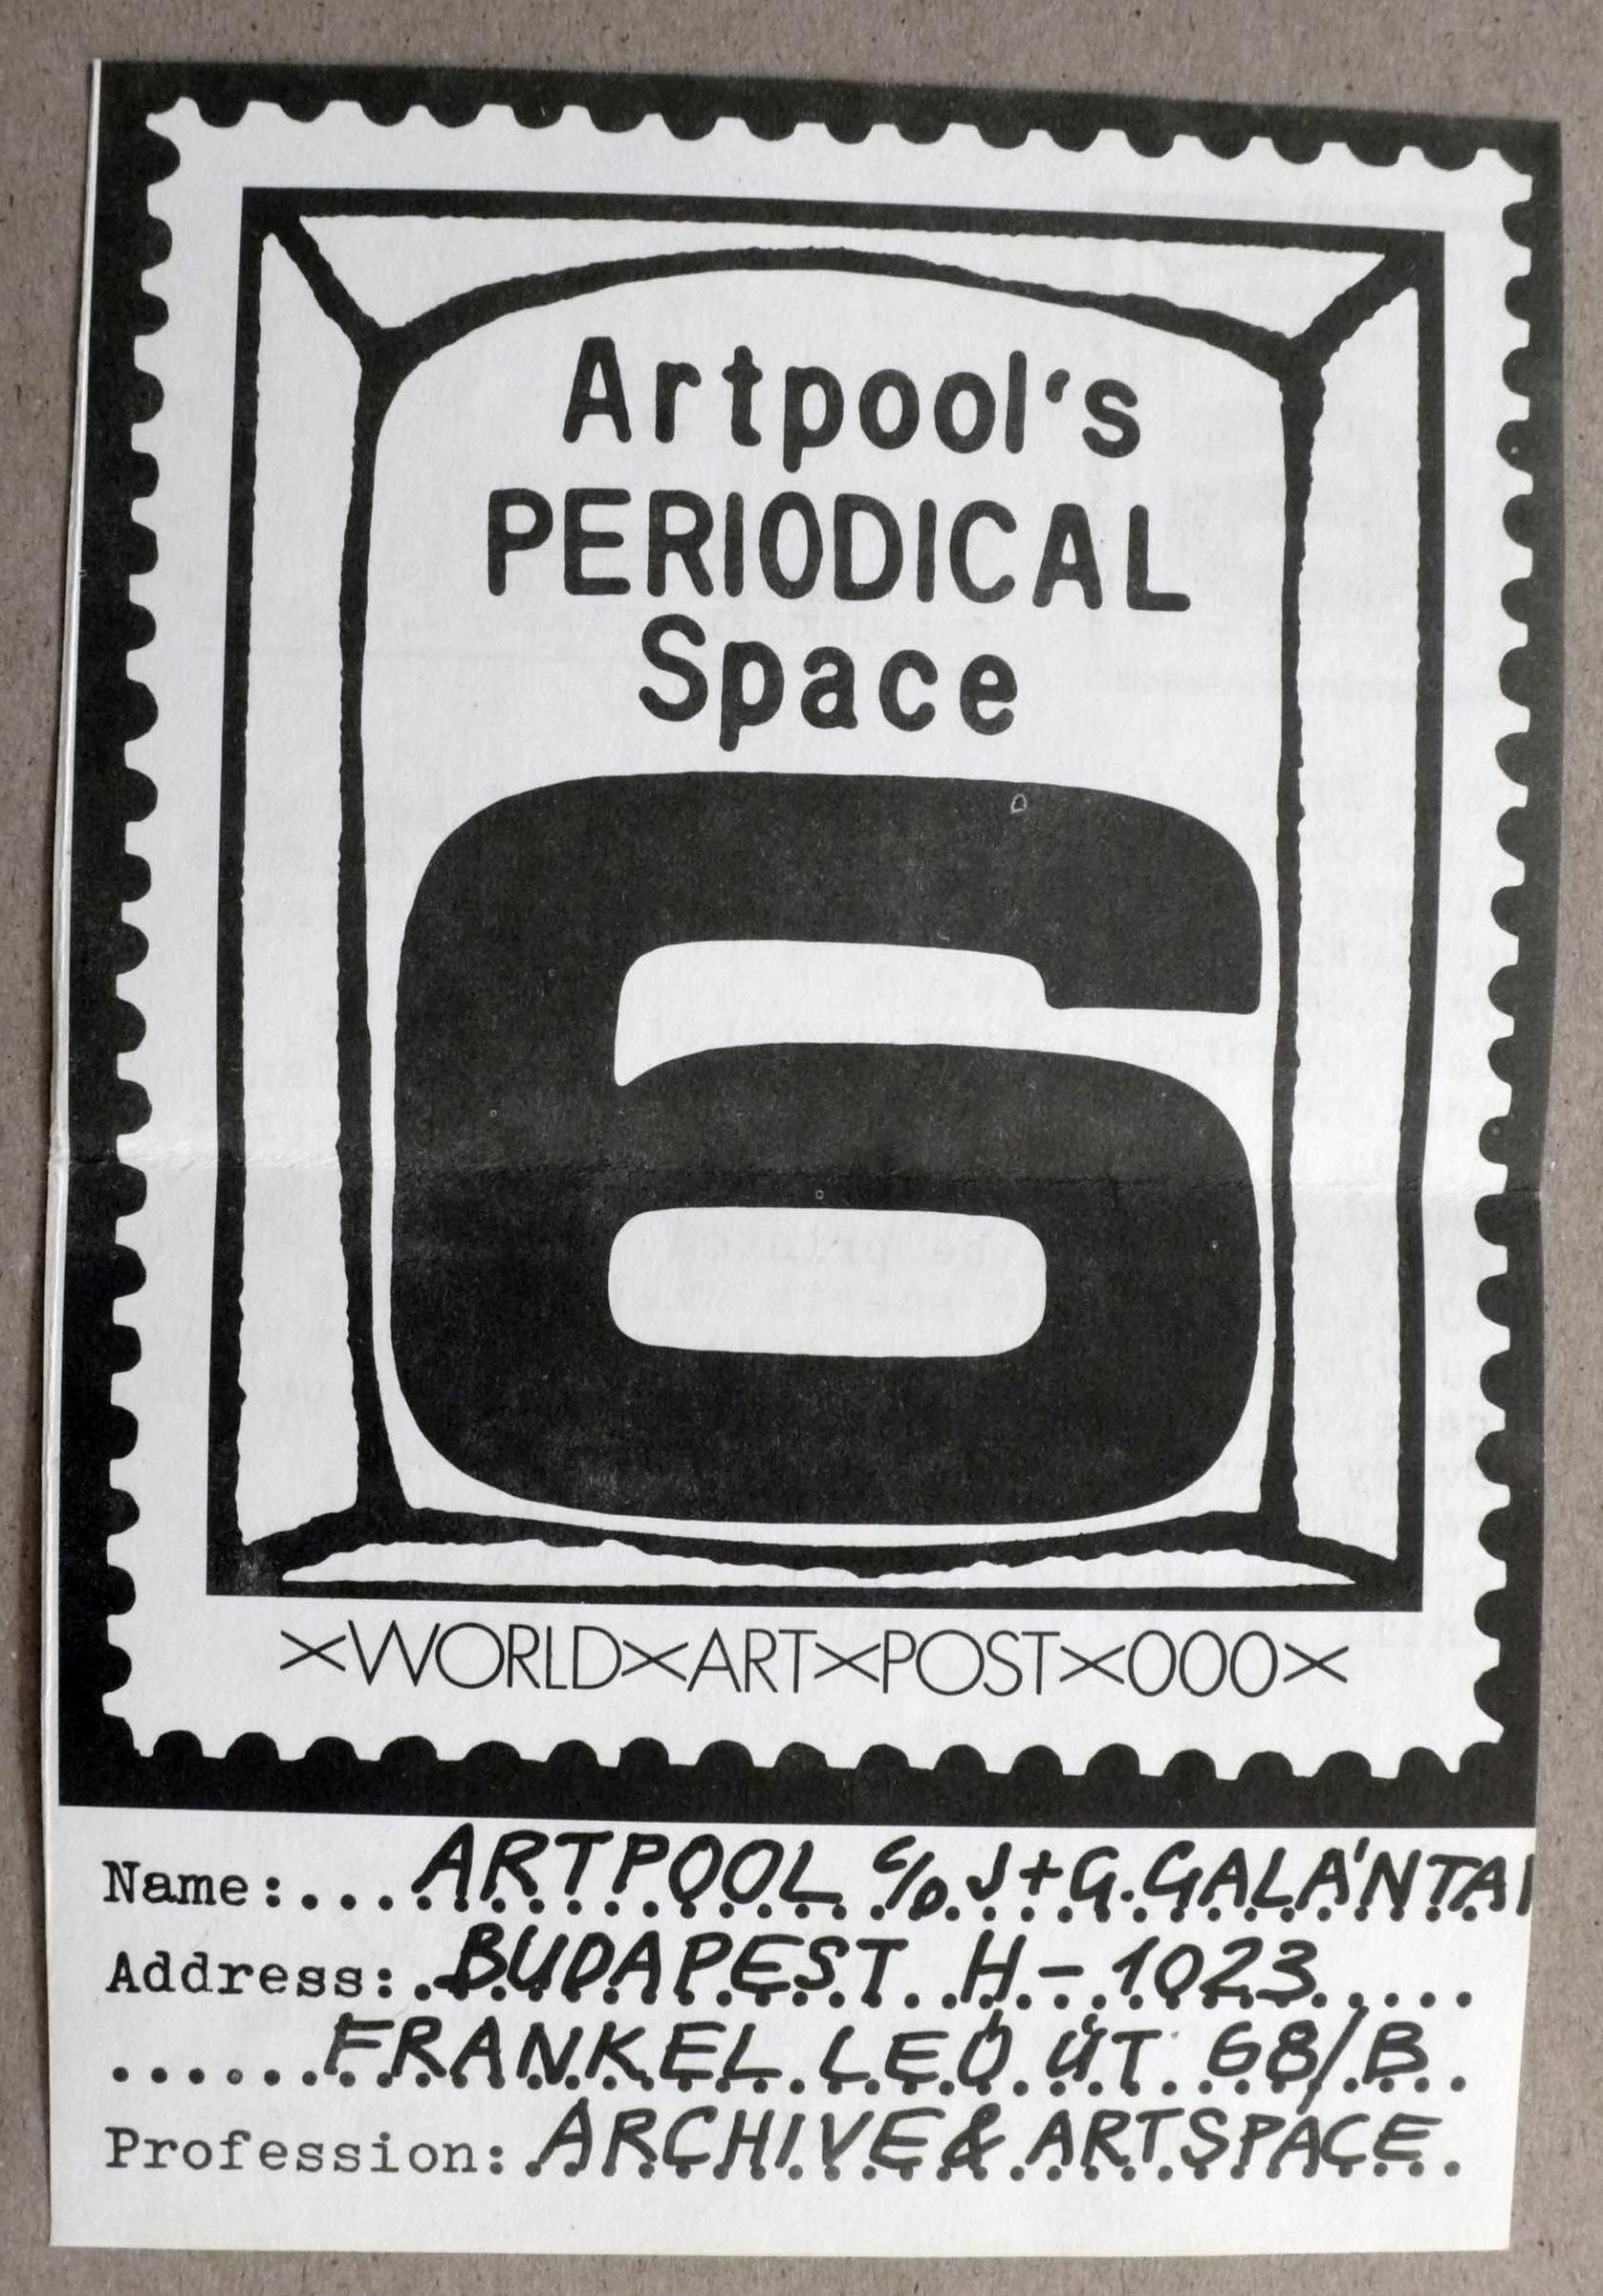 Artpool's
PERIODICAL
Space
6
×WORLD×ART×POST×000×
Name:...ARTPOOL c/o J+G.GALÁNTAI
Address:.BUDAPEST..H.-.1023.....
......FRANKEL.LEÓ.ÚT...68/B.
Profession:.ARCHIVE&.ARTSPACE.